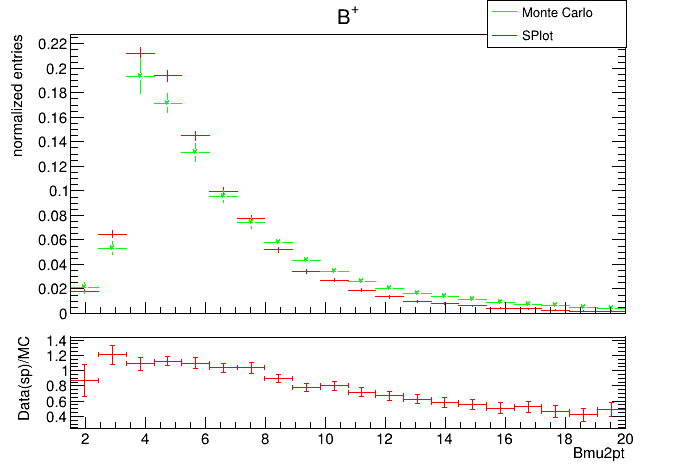 B+
Monte Carlo
SPlot
normalized entries
0.22
0.2
0.18
0.16
0.14
0.12
0.1
0.08
0.06
0.04
0.02
0
Data(sp)/MC
1.4
1.2
1
0.8
0.6
0.4
2 4 6 8 10 12 14 16 18 20
Bmu2pt